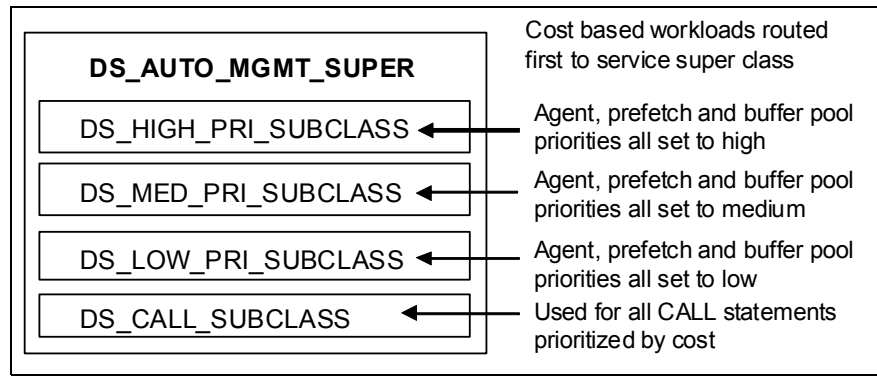 Cost based workloads routed
first to service super class
DS_AUTO_MGMT_SUPER
DS_HIGH_PRI_SUBCLASS
Agent, prefetch and buffer pool
priorities all set to high
DS_MED_PRI_SUBCLASS
Agent, prefetch and buffer pool
priorities all set to medium
DS_LOW_PRI_SUBCLASS
Agent, prefetch and buffer pool
priorities all set to low
DS_CALL_SUBCLASS
Used for all CALL statements
prioritized by cost